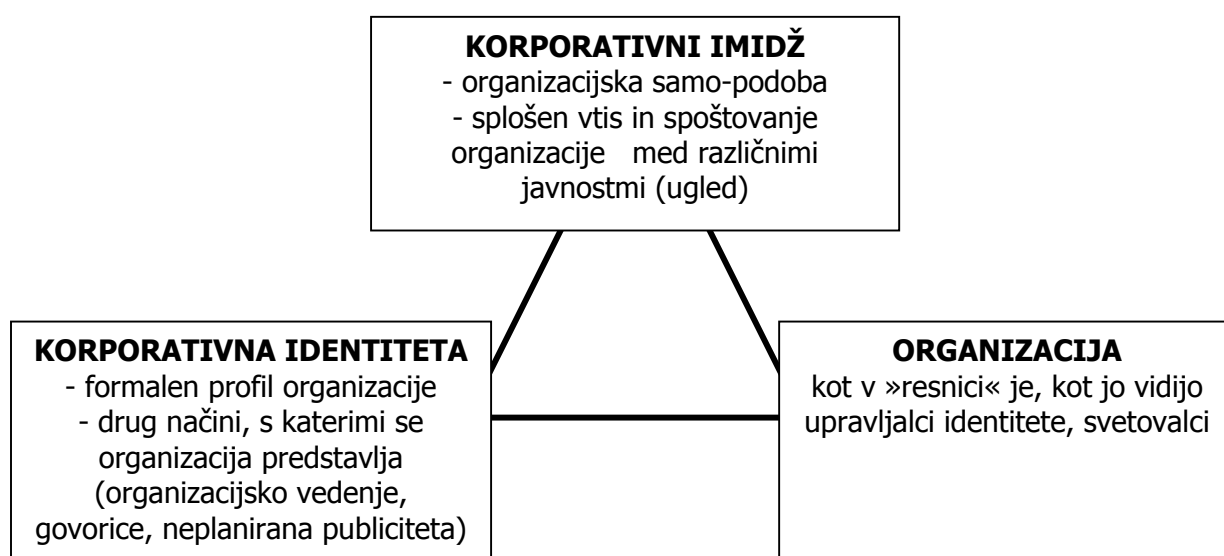 KORPORATIVNI IMIDŽ
- organizacijska samo-podoba
- splošen vtis in spoštovanje
organizacije med različnimi
javnostmi (ugled)
KORPORATIVNA IDENTITETA
- formalen profil organizacije
- drug načini, s katerimi se
organizacija predstavlja
(organizacijsko vedenje,
govorice, neplanirana publiciteta)
ORGANIZACIJA
kot v »resnici« je, kot jo vidijo
upravljalci identitete, svetovalci